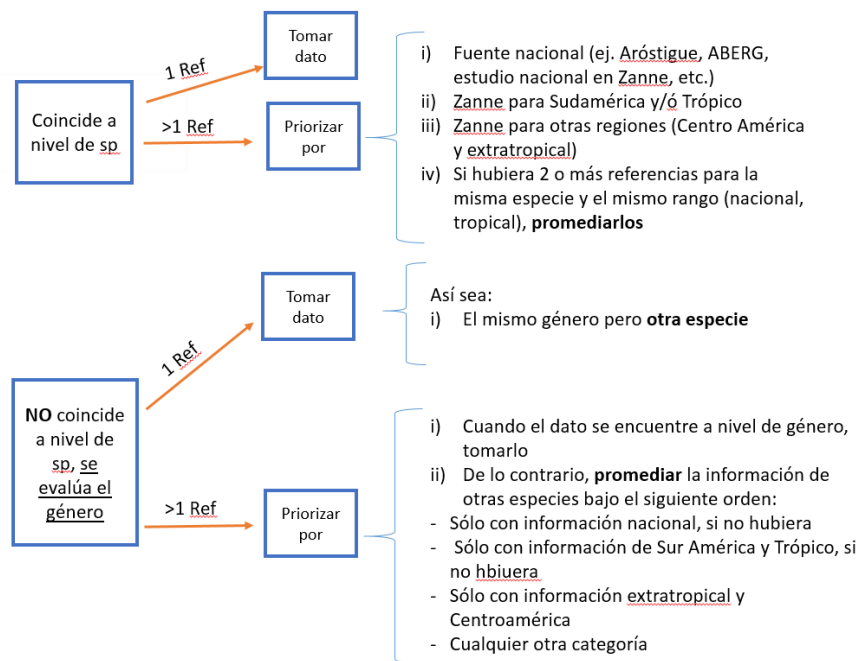 Coincide a
nivel de sp
1 Ref
>1 Ref
Tomar
dato
Priorizar
por
i) Fuente nacional (ej. Aróstigue, ABERG,
estudio nacional en Zanne, etc.)
ii) Zanne para Sudamérica y/ó Trópico
iii) Zanne para otras regiones (Centro América
y extratropical)
iv) Si hubiera 2 o más referencias para la
misma especie y el mismo rango (nacional,
tropical), promediarlos
NO coincide
a nivel de
sp, se
evalúa el
género
1 Ref
>1 Ref
Tomar
dato
Así sea:
i) El mismo género pero otra especie
Priorizar
por
i) Cuando el dato se encuentre a nivel de género,
tomarlo
ii) De lo contrario, promediar la información de
otras especies bajo el siguiente orden:
- Sólo con información nacional, si no hubiera
- Sólo con información de Sur América y Trópico, si
no hbiuera
- Sólo con información extratropical y
Centroamérica
- Cualquier otra categoría